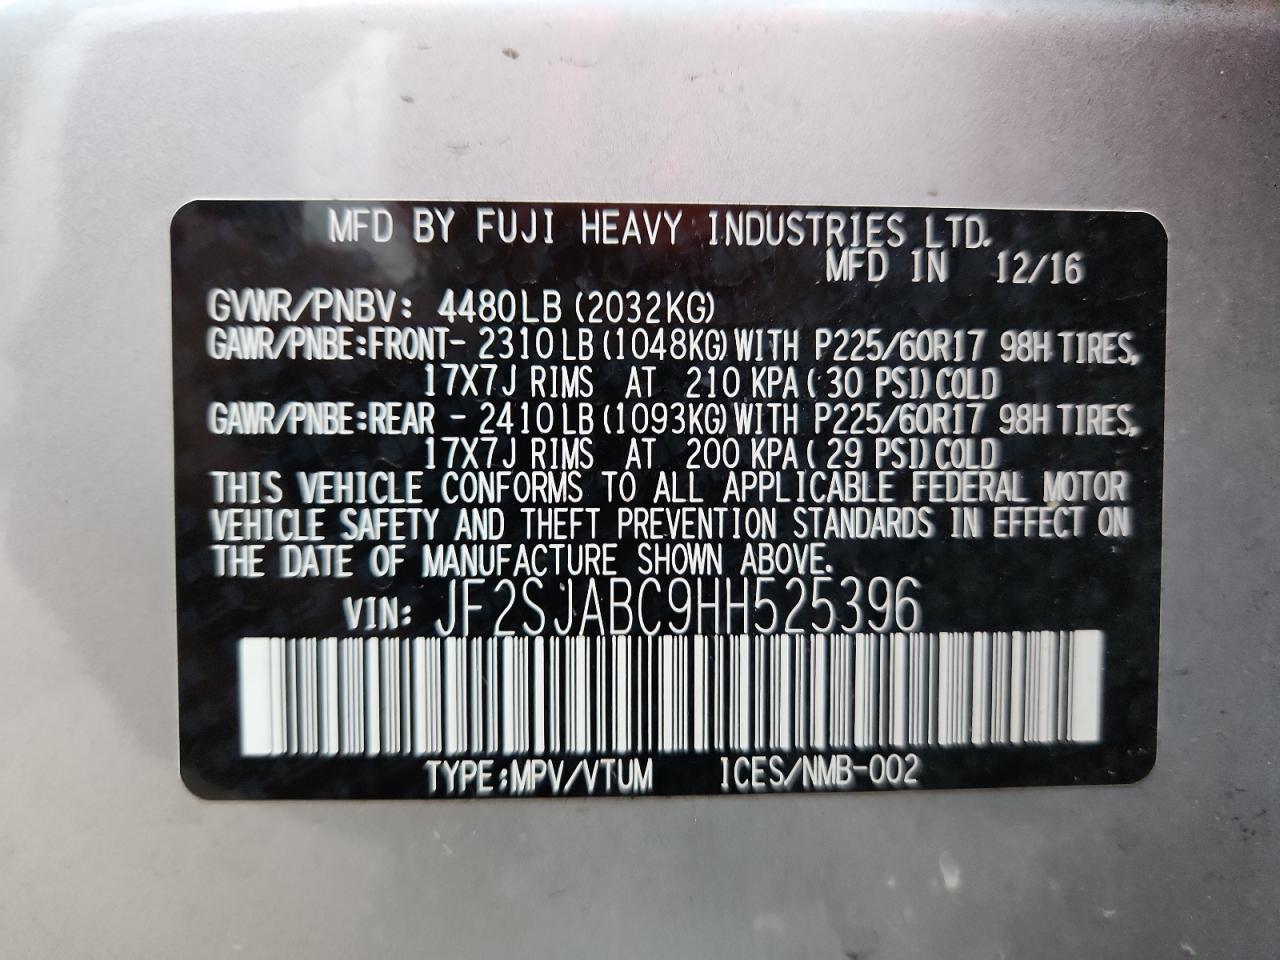 MFD BY FUJI HEAVY INDUSTRIES LTD.
MFD IN 12/16
GVWR/PNBV: 4480LB (2032KG)
GAWR/PNBE:FRONT- 2310LB (1048KG) WITH P225/60R17 98H TIRES,
17X7J RIMS AT 210 KPA ( 30 PSI) COLD
GAWR/PNBE:REAR - 2410LB (1093KG) WITH P225/60R17 98H TIRES,
17X7J RIMS AT 200 KPA ( 29 PSI) COLD
THIS VEHICLE CONFORMS TO ALL APPLICABLE FEDERAL MOTOR
VEHICLE SAFETY AND THEFT PREVENTION STANDARDS IN EFFECT ON
THE DATE OF MANUFACTURE SHOWN ABOVE.
VIN: JF2SJABC9HH525396
TYPE:MPV/VTUM ICES/NMB-002